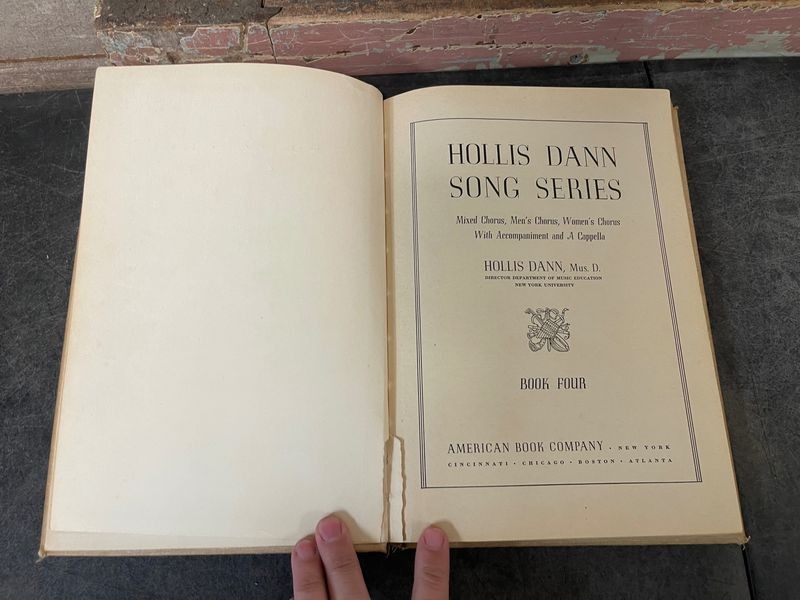 HOLLIS DANN
SONG SERIES
Mixed Chorus, Men's Chorus, Women's Chorus
With Accompaniment and A Cappella
HOLLIS DANN, Mus. D.
DIRECTOR DEPARTMENT OF MUSIC EDUCATION
NEW YORK UNIVERSITY
BOOK FOUR
AMERICAN BOOK COMPANY · NEW YORK
CINCINNATI · CHICAGO · BOSTON · ATLANTA